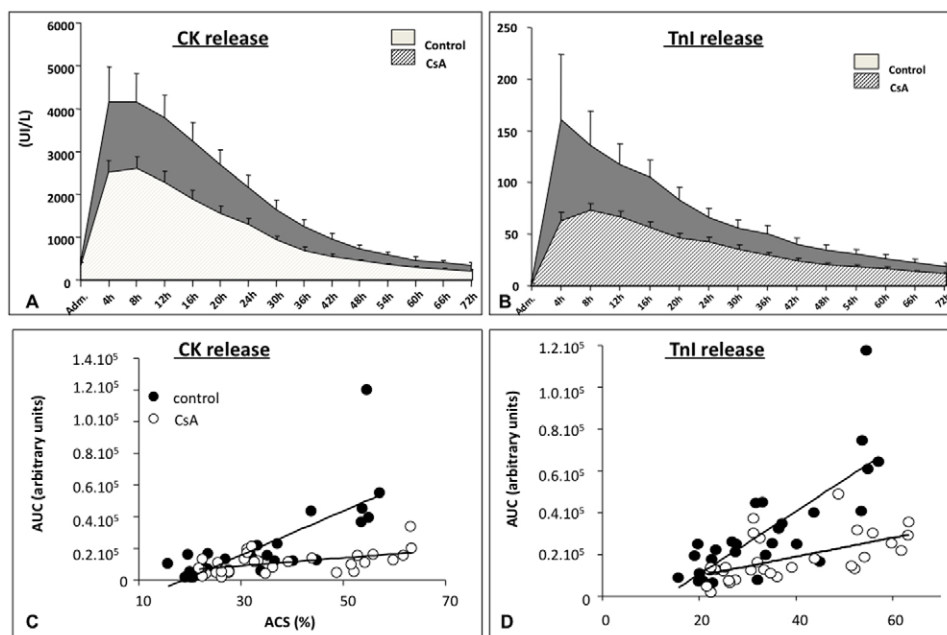 CK release
6000
5000
4000
3000
2000
1000
0
(UI/L)
Control
CsA
A
Adm. 4h 8h 12h 16h 20h 24h 30h 36h 42h 48h 54h 60h 66h 72h
TnI release
250
200
150
100
50
0
Control
CsA
B
Adm. 4h 8h 12h 16h 20h 24h 30h 36h 42h 48h 54h 60h 66h
CK release
1.4.10⁵
1.2.10⁵
1.0.10⁵
0.8.10⁵
0.6.10⁵
0.4.10⁵
0.2.10⁵
0
AUC (arbitrary units)
control
CsA
10 30 50 70
C
ACS (%)
TnI release
1.2.10⁵
0.8.10⁵
0.6.10⁵
0.4.10⁵
0.2.10⁵
0
AUC (arbitrary units)
0 20 40 60
D